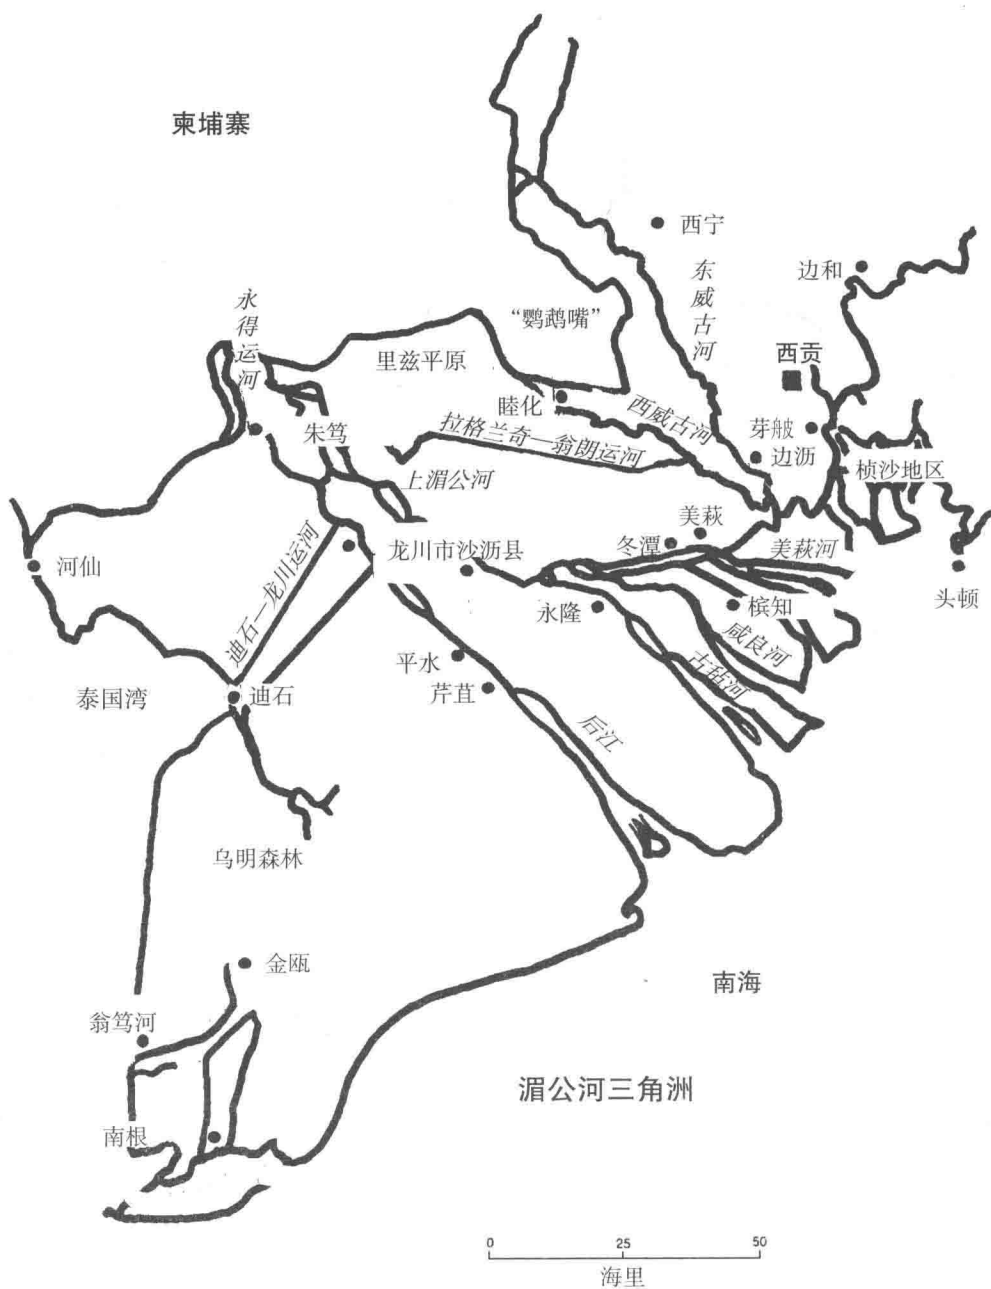 柬埔寨
西宁
东威古河
边和
永得运河
“鹦鹉嘴”
西贡
里兹平原
睦化
西威古河
芽皮
朱笃
拉格兰奇—翁朗运河
边沥
桢沙地区
上湄公河
美萩
冬潭
美萩河
龙川市沙沥县
河仙
迪石—龙川运河
头顿
永隆
槟知
咸良河
平水
古毡河
泰国湾
迪石
芹苴
后江
乌明森林
金瓯
南海
翁笃河
湄公河三角洲
南根
0 25 50
海里